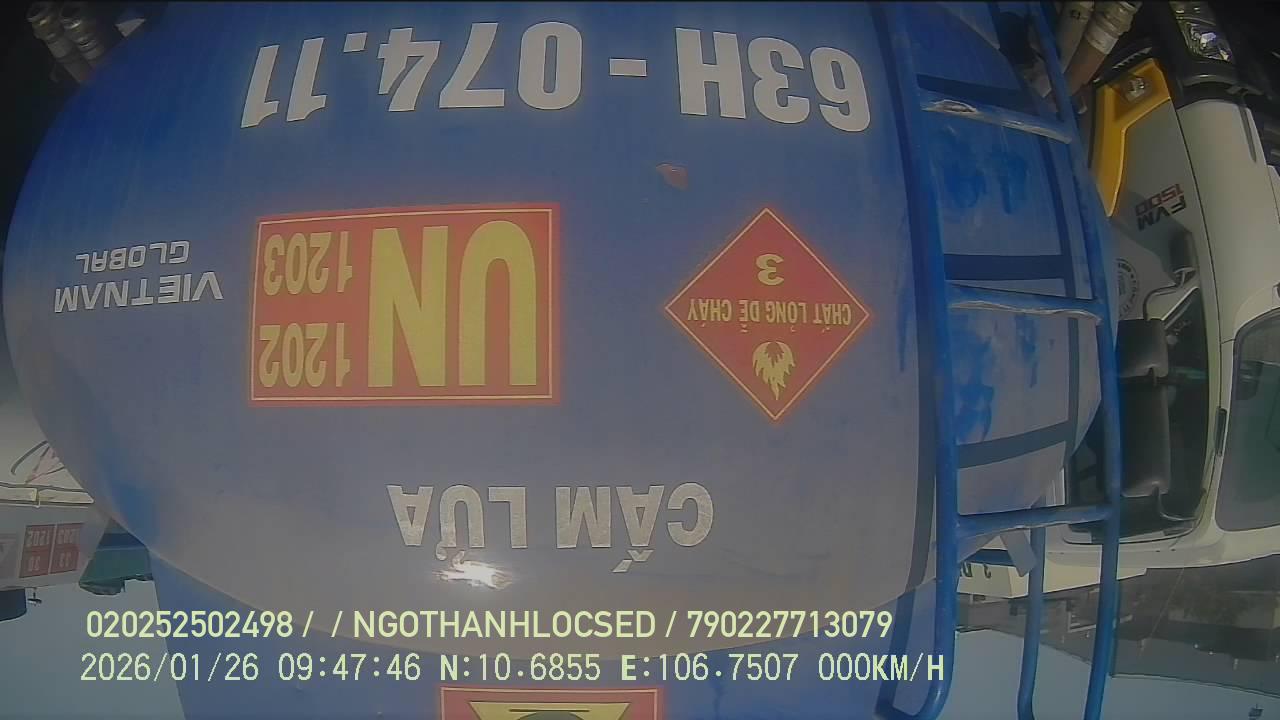 63H - 074.11
UN
1203
1202
VIETNAM
GLOBAL
3
CHẤT LỎNG DỄ CHÁY
CẤM LỬA
FVM
1500
020252502498 / / NGOTHANHLOCSED / 790227713079
2026/01/26 09:47:46 N:10.6855 E:106.7507 000KM/H